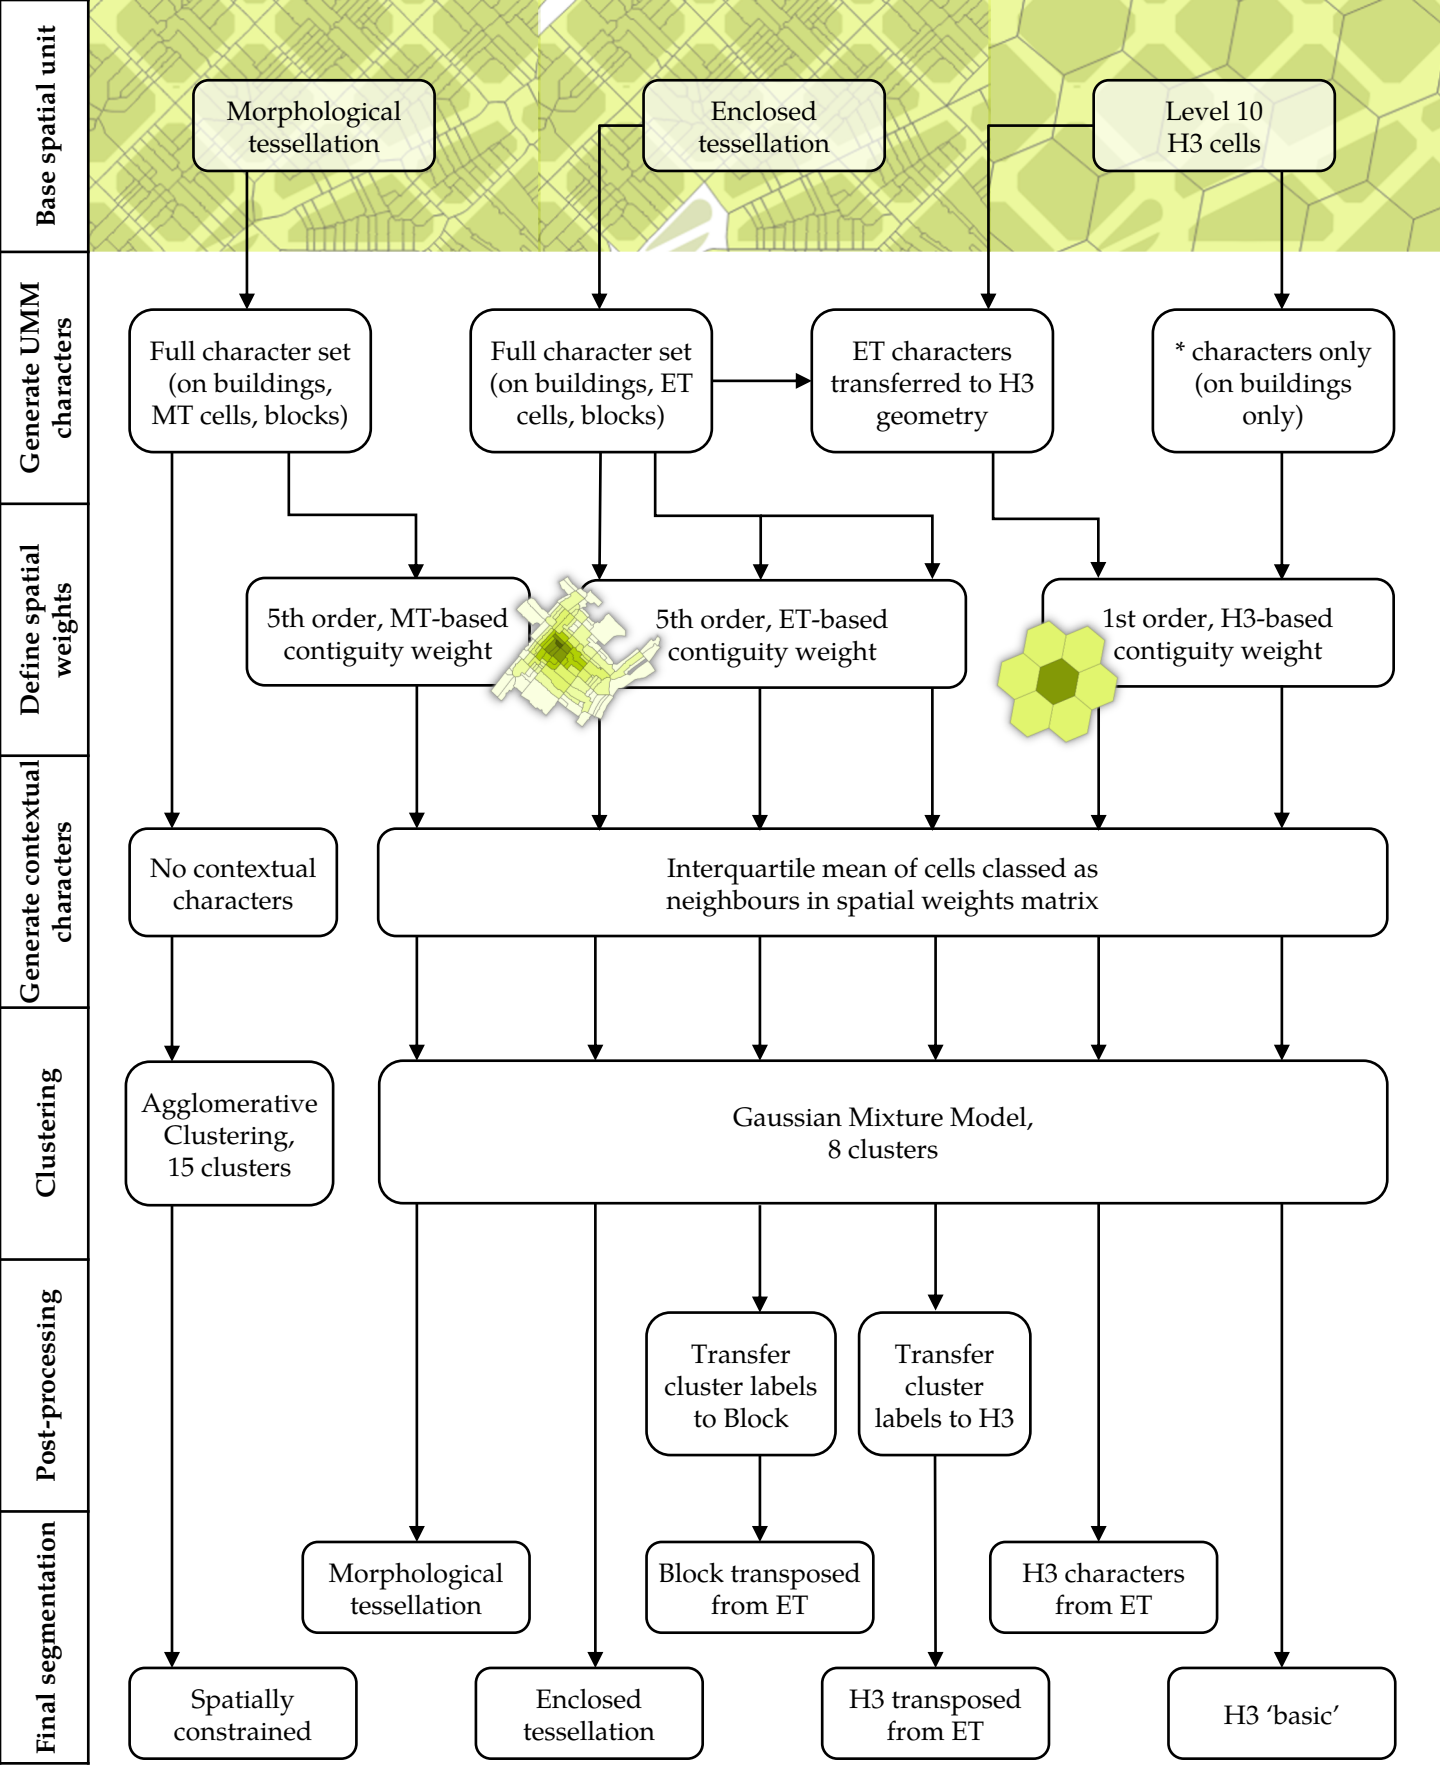 Base spatial unit
Morphological
tessellation
Enclosed
tessellation
Level 10
H3 cells
Generate UMM
characters
Full character set
(on buildings,
MT cells, blocks)
Full character set
(on buildings, ET
cells, blocks)
ET characters
transferred to H3
geometry
* characters only
(on buildings
only)
Define spatial
weights
5th order, MT-based
contiguity weight
5th order, ET-based
contiguity weight
1st order, H3-based
contiguity weight
Generate contextual
characters
No contextual
characters
Interquartile mean of cells classed as
neighbours in spatial weights matrix
Clustering
Agglomerative
Clustering,
15 clusters
Gaussian Mixture Model,
8 clusters
Post-processing
Transfer
cluster labels
to Block
Transfer
cluster
labels to H3
Final segmentation
Morphological
tessellation
Block transposed
from ET
H3 characters
from ET
Spatially
constrained
Enclosed
tessellation
H3 transposed
from ET
H3 ‘basic’